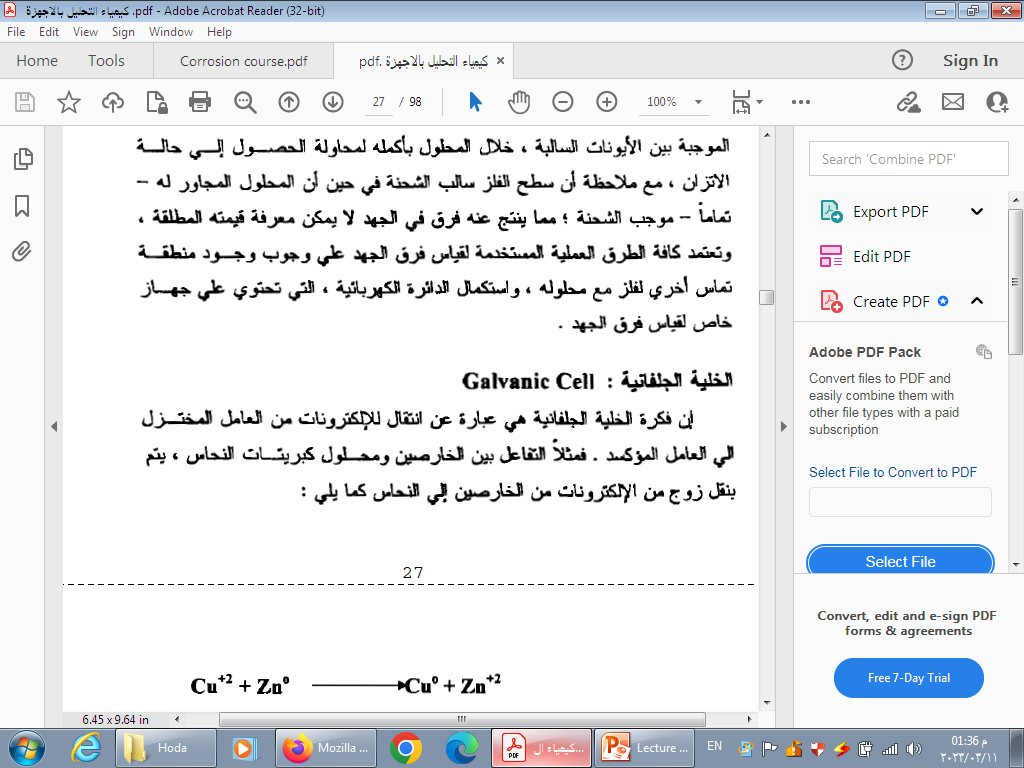 كيمياء التحليل بالاجهزة .pdf - Adobe Acrobat Reader (32-bit)
File Edit View Sign Window Help
Home Tools Corrosion course.pdf كيمياء التحليل بالاجهزة .pdf × ? Sign In
27 / 98 100%
الموجبة بين الأيونات السالبة ، خلال المحلول بأكمله لمحاولة الحصول إلي حالة
الاتزان ، مع ملاحظة أن سطح الفلز سالب الشحنة في حين أن المحلول المجاور له –
تماماً – موجب الشحنة ؛ مما ينتج عنه فرق في الجهد لا يمكن معرفة قيمته المطلقة ،
وتعتمد كافة الطرق العملية المستخدمة لقياس فرق الجهد علي وجوب وجود منطقة
تماس أخري لفلز مع محلوله ، واستكمال الدائرة الكهربائية ، التي تحتوي علي جهاز
خاص لقياس فرق الجهد .
الخلية الجلفانية : Galvanic Cell
إن فكرة الخلية الجلفانية هي عبارة عن انتقال للإلكترونات من العامل المختزل
الي العامل المؤكسد . فمثلاً التفاعل بين الخارصين ومحلول كبريتات النحاس ، يتم
بنقل زوج من الإلكترونات من الخارصين إلي النحاس كما يلي :
27
Cu⁺² + Zn⁰ ⟶ Cu⁰ + Zn⁺²
6.45 x 9.64 in
Search 'Combine PDF'
Export PDF
Edit PDF
Create PDF
Adobe PDF Pack
Convert files to PDF and
easily combine them with
other file types with a paid
subscription
Select File to Convert to PDF
Select File
Convert, edit and e-sign PDF
forms & agreements
Free 7-Day Trial
Hoda Mozilla ... PDF كيمياء ال... Lecture ... EN 01:36 م
٢٠٢٣/٠٣/١١